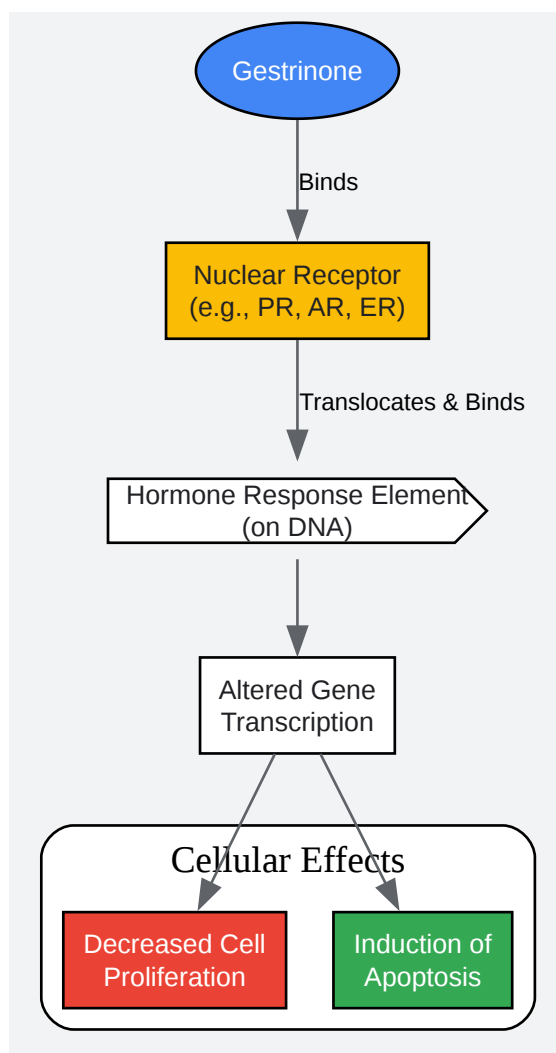 Gestrinone
Binds
Nuclear Receptor
(e.g., PR, AR, ER)
Translocates & Binds
Hormone Response Element
(on DNA)
Altered Gene
Transcription
Cellular Effects
Decreased Cell
Proliferation
Induction of
Apoptosis